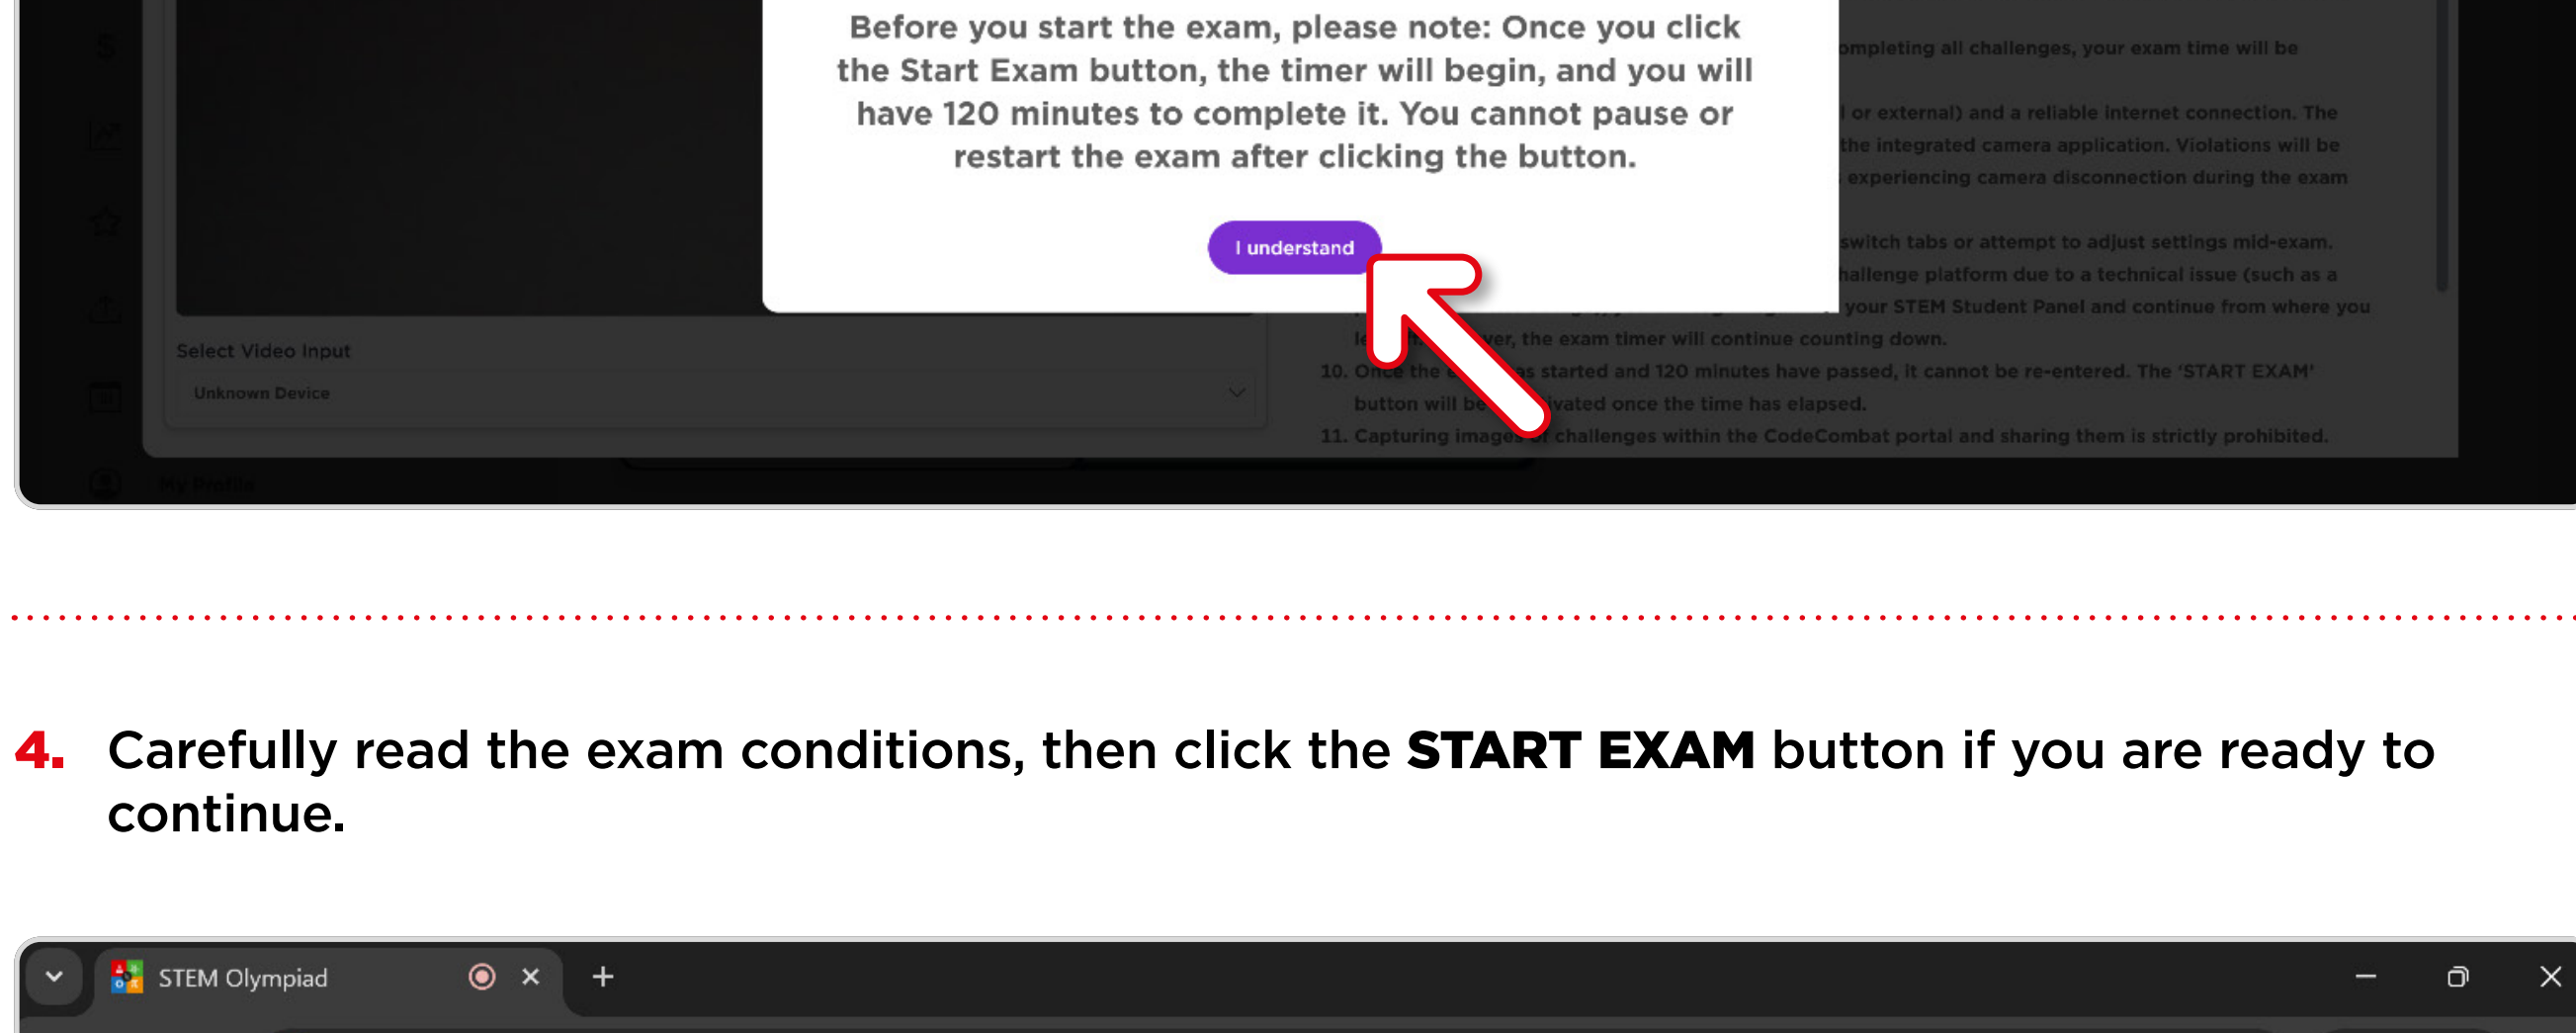 Before you start the exam, please note: Once you click
the Start Exam button, the timer will begin, and you will
have 120 minutes to complete it. You cannot pause or
restart the exam after clicking the button.
I understand
ompleting all challenges, your exam time will be
l or external) and a reliable internet connection. The
the integrated camera application. Violations will be
experiencing camera disconnection during the exam
switch tabs or attempt to adjust settings mid-exam.
hallenge platform due to a technical issue (such as a
your STEM Student Panel and continue from where you
ver, the exam timer will continue counting down.
10. Once the as started and 120 minutes have passed, it cannot be re-entered. The ‘START EXAM’
button will be vated once the time has elapsed.
11. Capturing images of challenges within the CodeCombat portal and sharing them is strictly prohibited.
Select Video Input
Unknown Device
My Profile
4. Carefully read the exam conditions, then click the START EXAM button if you are ready to
continue.
STEM Olympiad